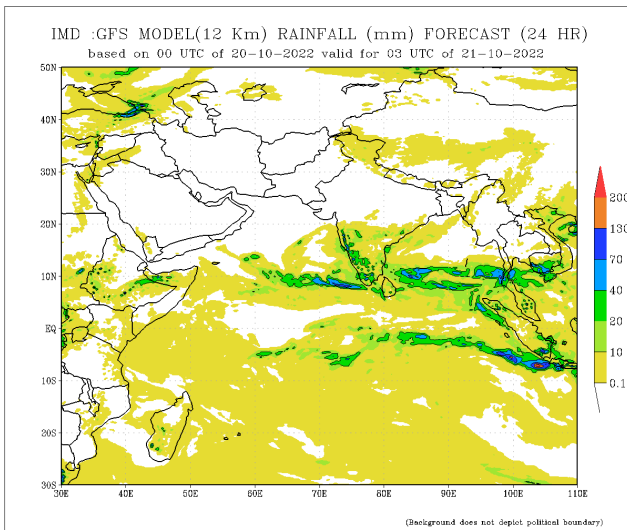 IMD :GFS MODEL(12 Km) RAINFALL (mm) FORECAST (24 HR)
based on 00 UTC of 20-10-2022 valid for 03 UTC of 21-10-2022
50N
40N
30N
20N
10N
EQ
10S
20S
30S
30E 40E 50E 60E 70E 80E 90E 100E 110E
200
130
70
40
20
10
0.1
(Background does not depict political boundary)